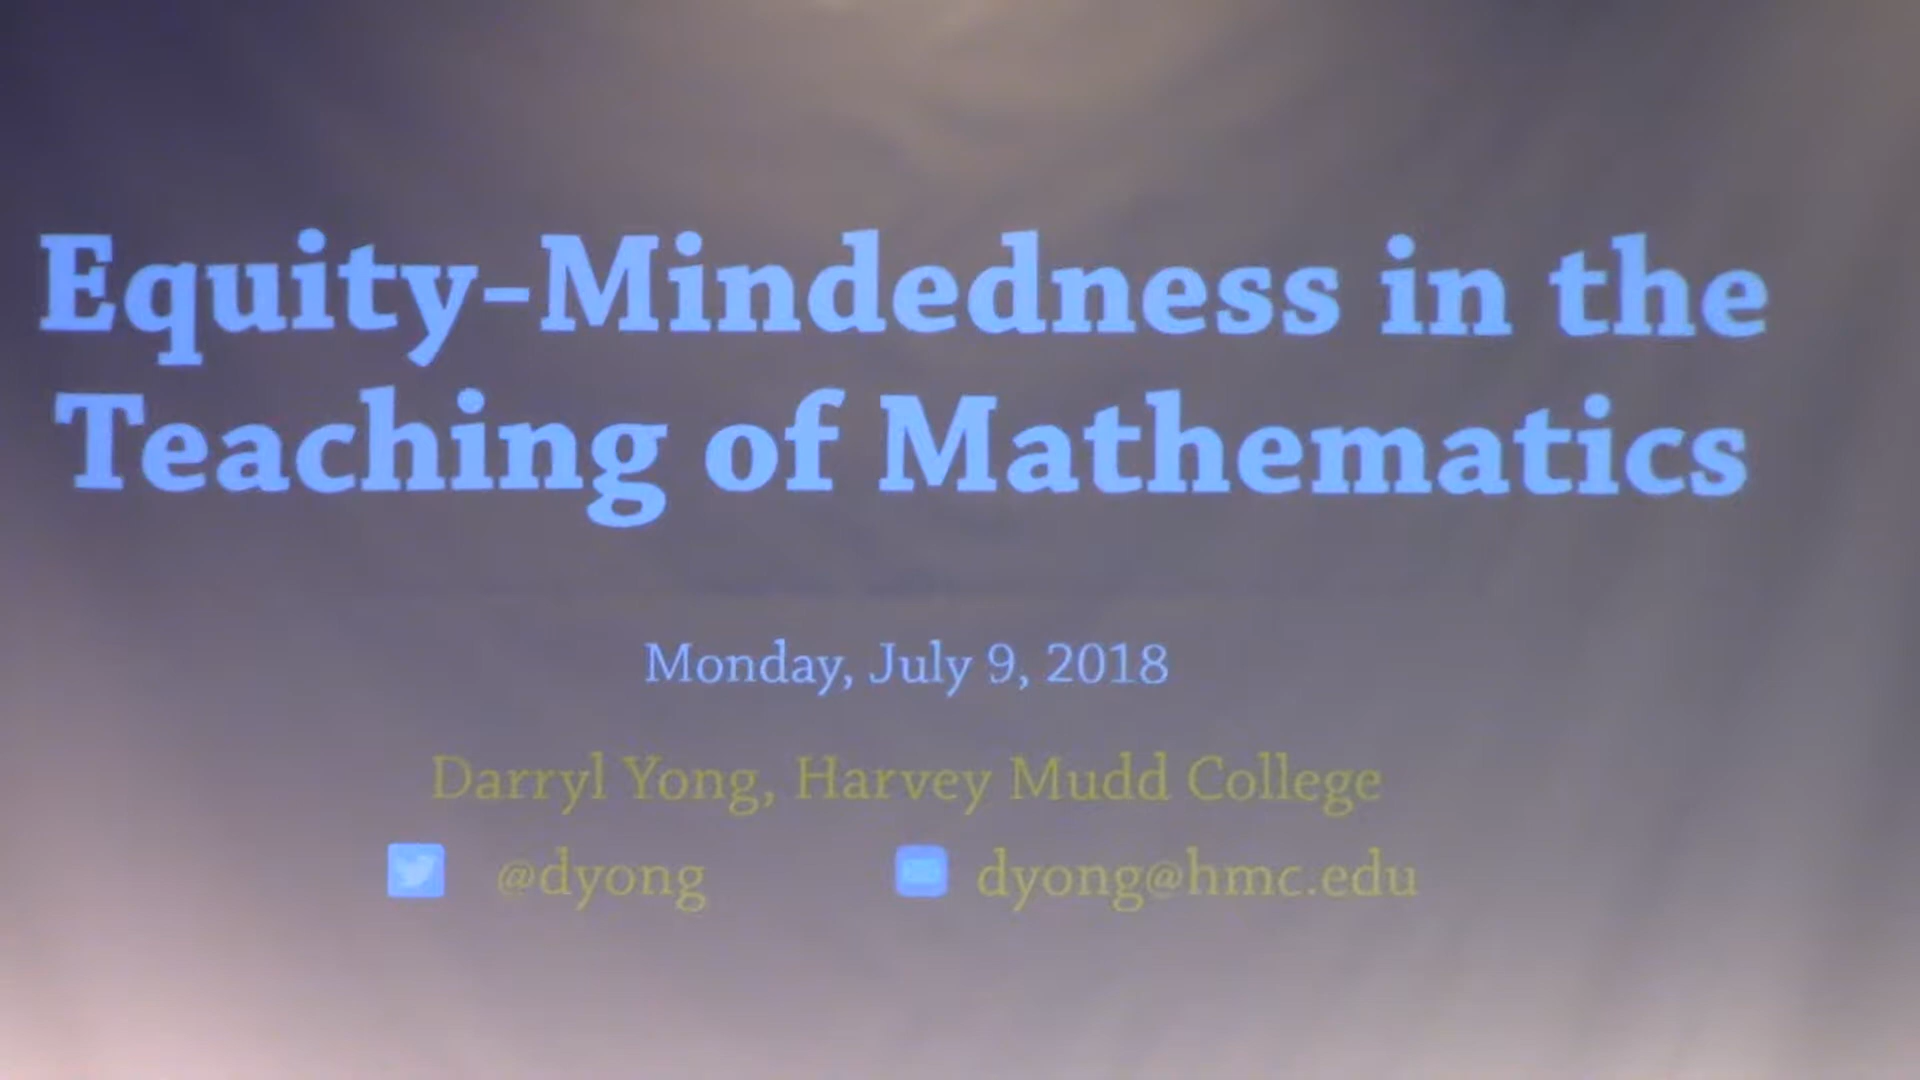 Equity-Mindedness in the
Teaching of Mathematics
Monday, July 9, 2018
Darryl Yong, Harvey Mudd College
@dyong dyong@hmc.edu